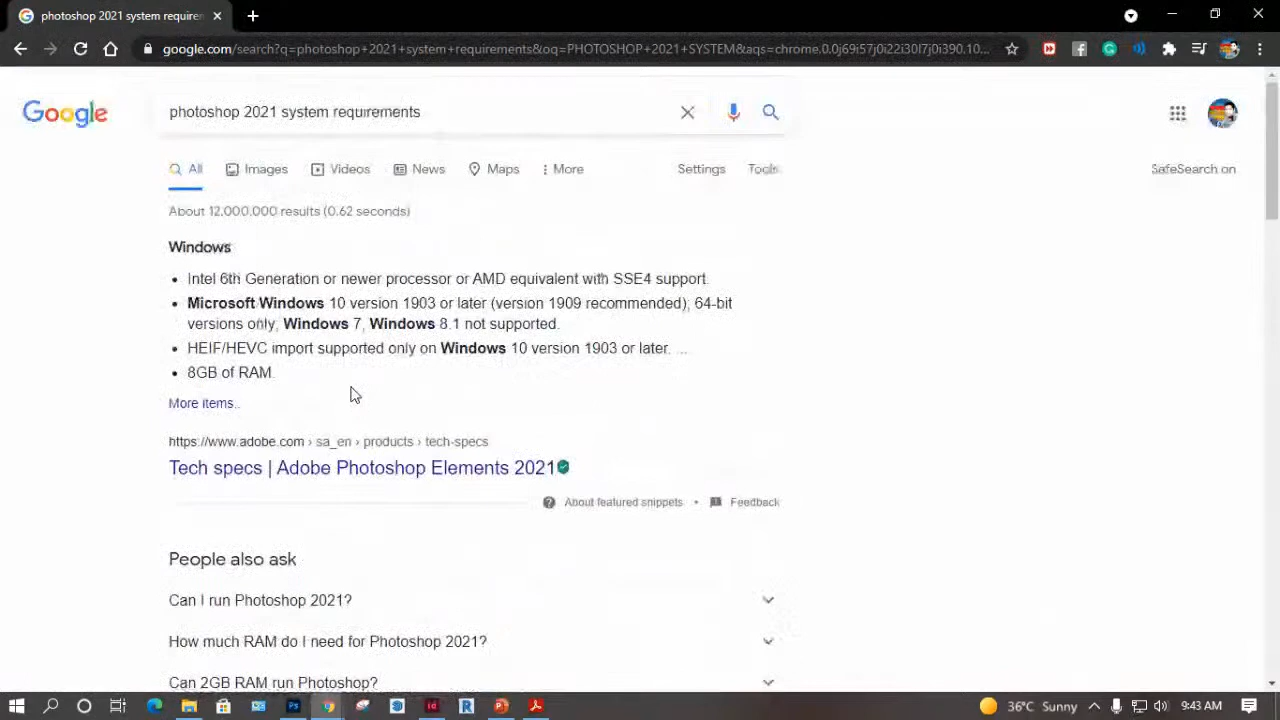 photoshop 2021 system requiren
google.com/search?q=photoshop+2021+system+requirements&oq=PHOTOSHOP+2021+SYSTEM&aqs=chrome.0.0j69i57j0i22i30l7j0i390.10...
Google
photoshop 2021 system requirements
All Images Videos News Maps More Settings Tools SafeSearch on
About 12,000,000 results (0.62 seconds)
Windows
• Intel 6th Generation or newer processor or AMD equivalent with SSE4 support.
• Microsoft Windows 10 version 1903 or later (version 1909 recommended); 64-bit
versions only; Windows 7, Windows 8.1 not supported.
• HEIF/HEVC import supported only on Windows 10 version 1903 or later. ...
• 8GB of RAM.
More items...
https://www.adobe.com › sa_en › products › tech-specs
Tech specs | Adobe Photoshop Elements 2021
About featured snippets • Feedback
People also ask
Can I run Photoshop 2021?
How much RAM do I need for Photoshop 2021?
Can 2GB RAM run Photoshop?
36°C Sunny 9:43 AM